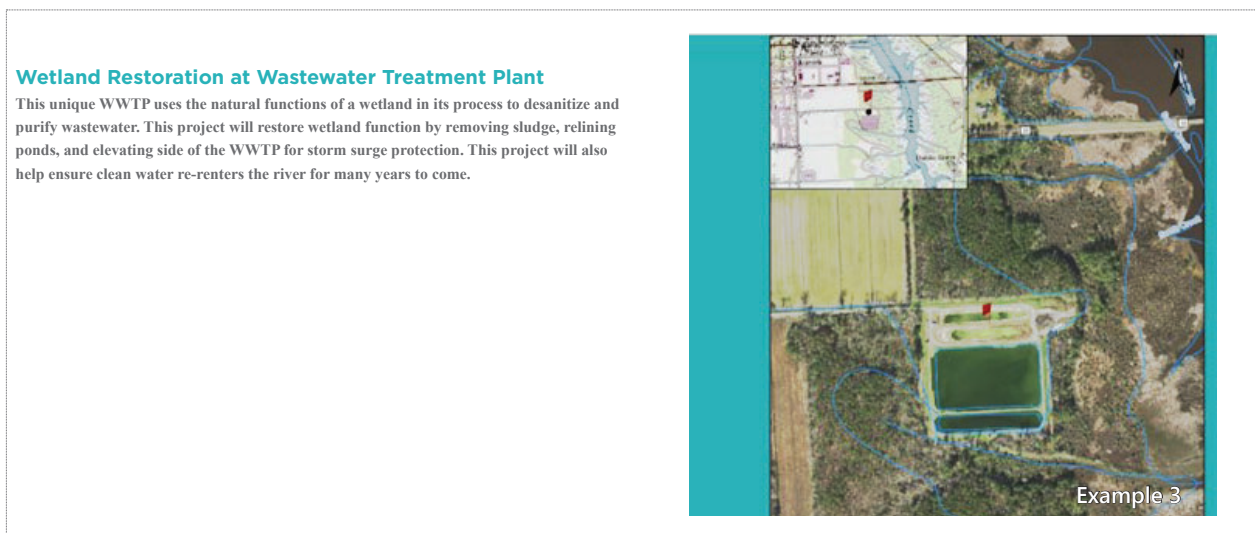 Wetland Restoration at Wastewater Treatment Plant
This unique WWTP uses the natural functions of a wetland in its process to desanitize and
purify wastewater. This project will restore wetland function by removing sludge, relining
ponds, and elevating side of the WWTP for storm surge protection. This project will also
help ensure clean water re-renters the river for many years to come.
N
Creek
Example 3